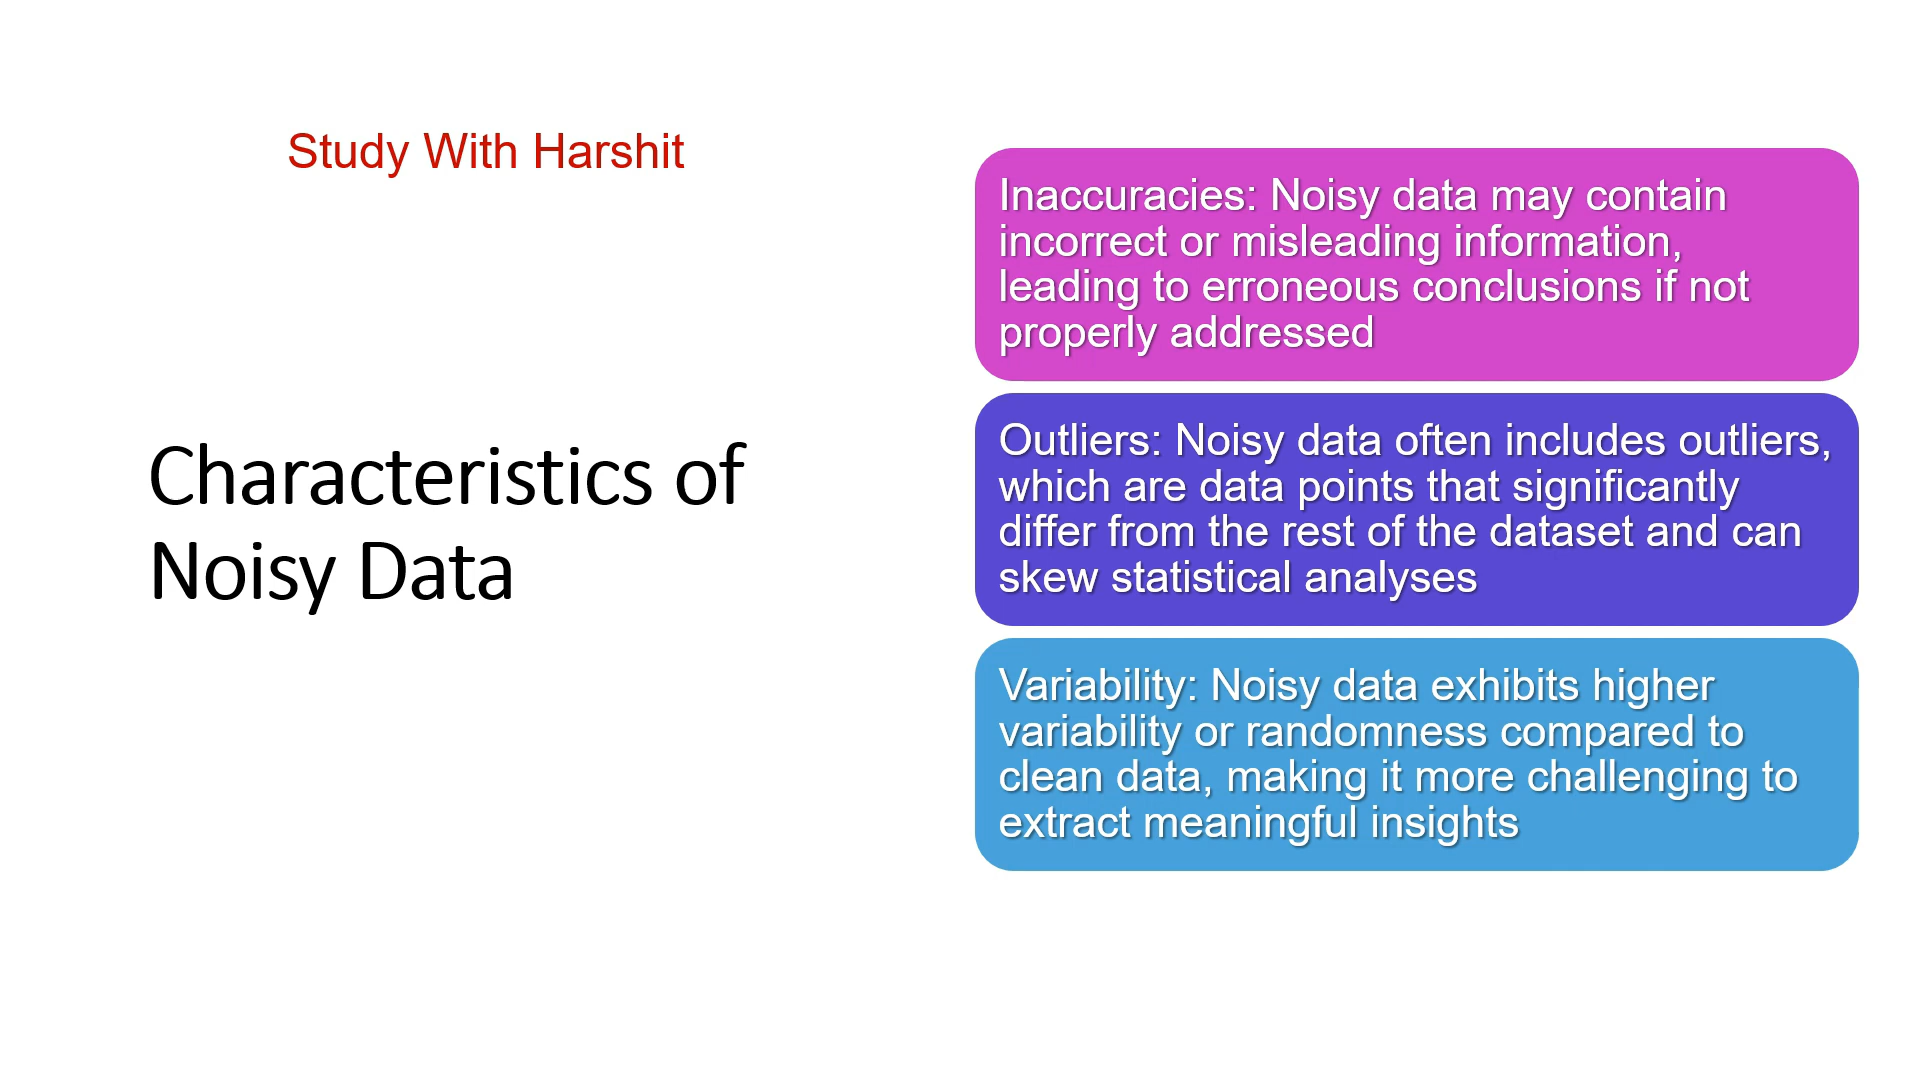 Study With Harshit
Characteristics of
Noisy Data
Inaccuracies: Noisy data may contain
incorrect or misleading information,
leading to erroneous conclusions if not
properly addressed
Outliers: Noisy data often includes outliers,
which are data points that significantly
differ from the rest of the dataset and can
skew statistical analyses
Variability: Noisy data exhibits higher
variability or randomness compared to
clean data, making it more challenging to
extract meaningful insights